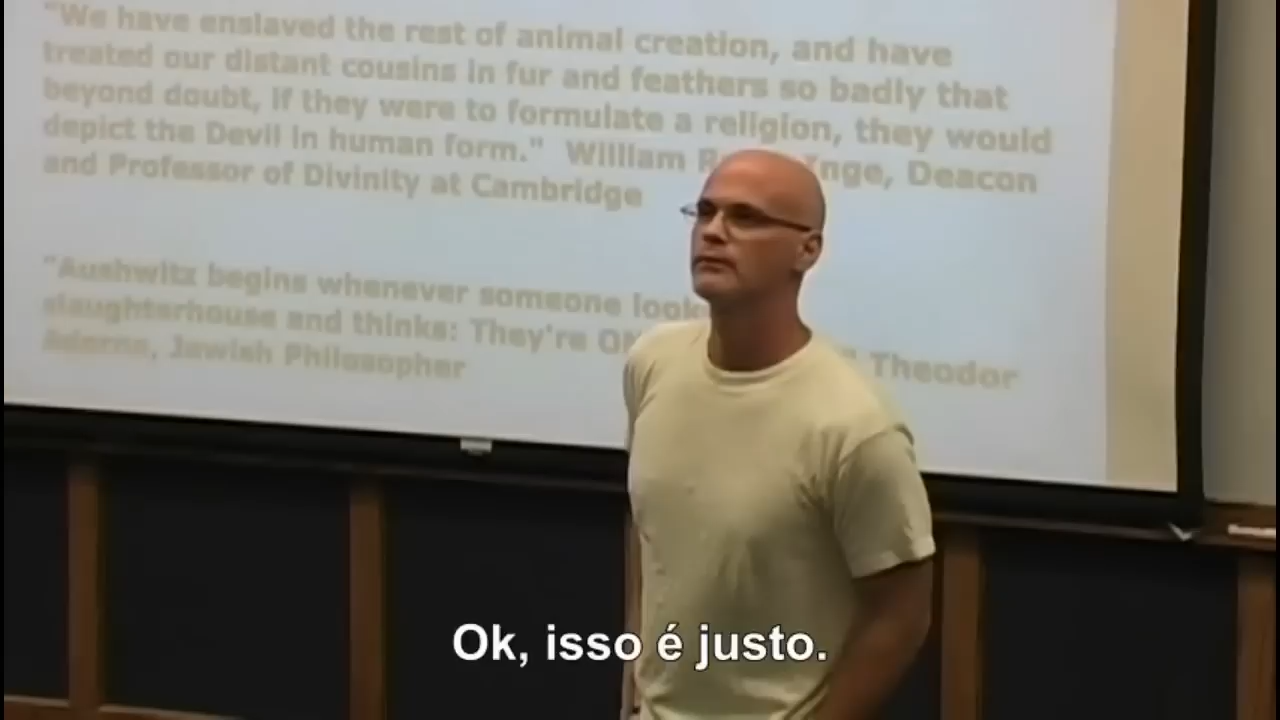 "We have enslaved the rest of animal creation, and have
treated our distant cousins in fur and feathers so badly that
beyond doubt, if they were to formulate a religion, they would
depict the Devil in human form." William nge, Deacon
and Professor of Divinity at Cambridge
"Aushwitz begins whenever someone look
slaughterhouse and thinks: They're Theodor
Adorno, Jewish Philosopher
Ok, isso é justo.